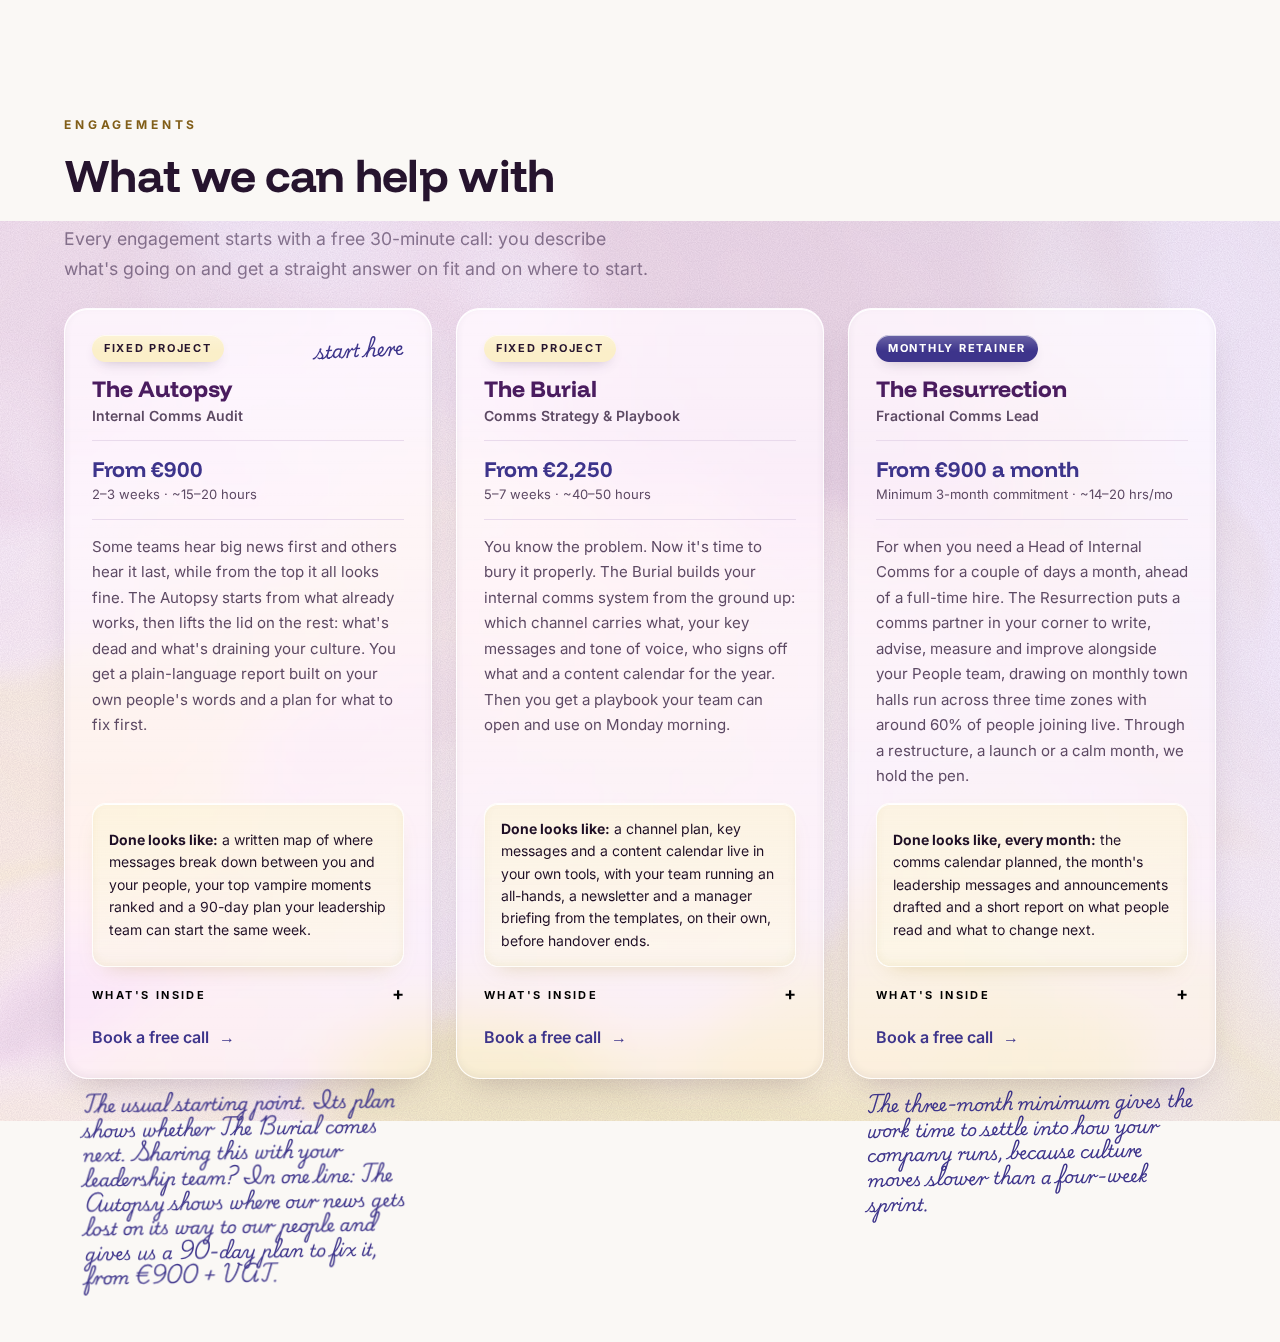 ENGAGEMENTS
What we can help with
Every engagement starts with a free 30-minute call: you describe
what's going on and get a straight answer on fit and on where to start.
FIXED PROJECT
start here
The Autopsy
Internal Comms Audit
From €900
2–3 weeks · ~15–20 hours
Some teams hear big news first and others
hear it last, while from the top it all looks
fine. The Autopsy starts from what already
works, then lifts the lid on the rest: what's
dead and what's draining your culture. You
get a plain-language report built on your
own people's words and a plan for what to
fix first.
Done looks like: a written map of where
messages break down between you and
your people, your top vampire moments
ranked and a 90-day plan your leadership
team can start the same week.
WHAT'S INSIDE +
Book a free call →
The usual starting point. Its plan
shows whether The Burial comes
next. Sharing this with your
leadership team? In one line: The
Autopsy shows where our news gets
lost on its way to our people and
gives us a 90-day plan to fix it,
from €900 + VAT.
FIXED PROJECT
The Burial
Comms Strategy & Playbook
From €2,250
5–7 weeks · ~40–50 hours
You know the problem. Now it's time to
bury it properly. The Burial builds your
internal comms system from the ground up:
which channel carries what, your key
messages and tone of voice, who signs off
what and a content calendar for the year.
Then you get a playbook your team can
open and use on Monday morning.
Done looks like: a channel plan, key
messages and a content calendar live in
your own tools, with your team running an
all-hands, a newsletter and a manager
briefing from the templates, on their own,
before handover ends.
WHAT'S INSIDE +
Book a free call →
MONTHLY RETAINER
The Resurrection
Fractional Comms Lead
From €900 a month
Minimum 3-month commitment · ~14–20 hrs/mo
For when you need a Head of Internal
Comms for a couple of days a month, ahead
of a full-time hire. The Resurrection puts a
comms partner in your corner to write,
advise, measure and improve alongside
your People team, drawing on monthly town
halls run across three time zones with
around 60% of people joining live. Through
a restructure, a launch or a calm month, we
hold the pen.
Done looks like, every month: the
comms calendar planned, the month's
leadership messages and announcements
drafted and a short report on what people
read and what to change next.
WHAT'S INSIDE +
Book a free call →
The three-month minimum gives the
work time to settle into how your
company runs, because culture
moves slower than a four-week
sprint.